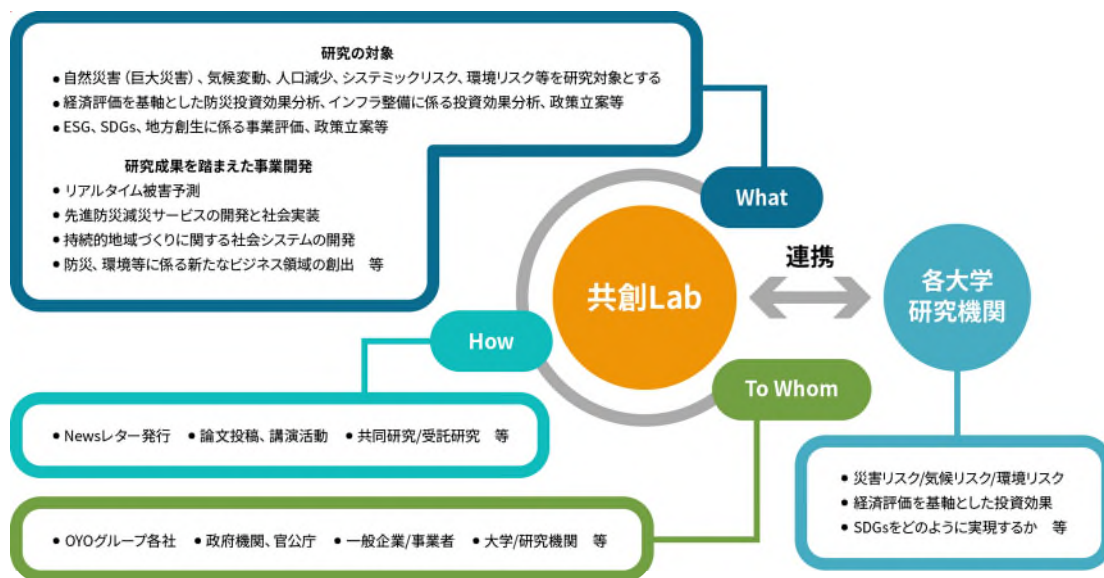 研究の対象
● 自然災害（巨大災害）、気候変動、人口減少、システミックリスク、環境リスク等を研究対象とする
● 経済評価を基軸とした防災投資効果分析、インフラ整備に係る投資効果分析、政策立案等
● ESG、SDGs、地方創生に係る事業評価、政策立案等
研究成果を踏まえた事業開発
● リアルタイム被害予測
● 先進防災減災サービスの開発と社会実装
● 持続的地域づくりに関する社会システムの開発
● 防災、環境等に係る新たなビジネス領域の創出　等
What
共創Lab
連携
各大学
研究機関
How
To Whom
● Newsレター発行　● 論文投稿、講演活動　● 共同研究/受託研究　等
● OYOグループ各社　● 政府機関、官公庁　● 一般企業/事業者　● 大学/研究機関　等
● 災害リスク/気候リスク/環境リスク
● 経済評価を基軸とした投資効果
● SDGsをどのように実現するか　等